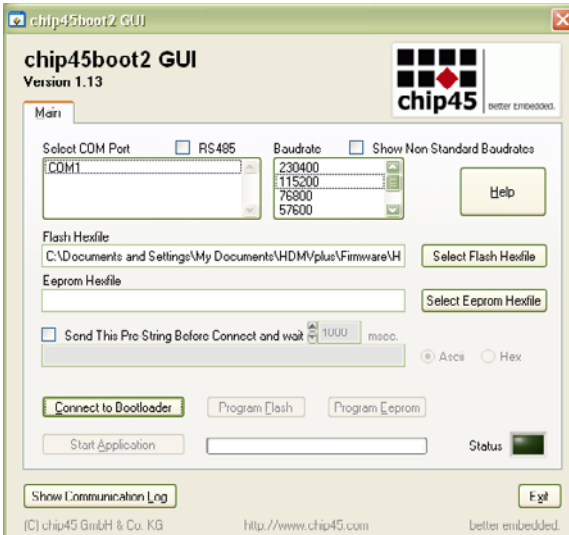 chip45boot2 GUI
chip45boot2 GUI
Version 1.13
chip45
better embedded.
Main
Select COM Port
RS485
Baudrate
Show Non Standard Baudrates
COM1
230400
115200
76800
57600
Help
Flash Hexfile
C:\Documents and Settings\My Documents\HDMVplus\Firmware\H
Select Flash Hexfile
Eeprom Hexfile
Select Eeprom Hexfile
Send This Pre String Before Connect and wait 1000 msec.
Ascii
Hex
Connect to Bootloader
Program Flash
Program Eeprom
Start Application
Status
Show Communication Log
Exit
(C) chip45 GmbH & Co. KG
http://www.chip45.com
better embedded.